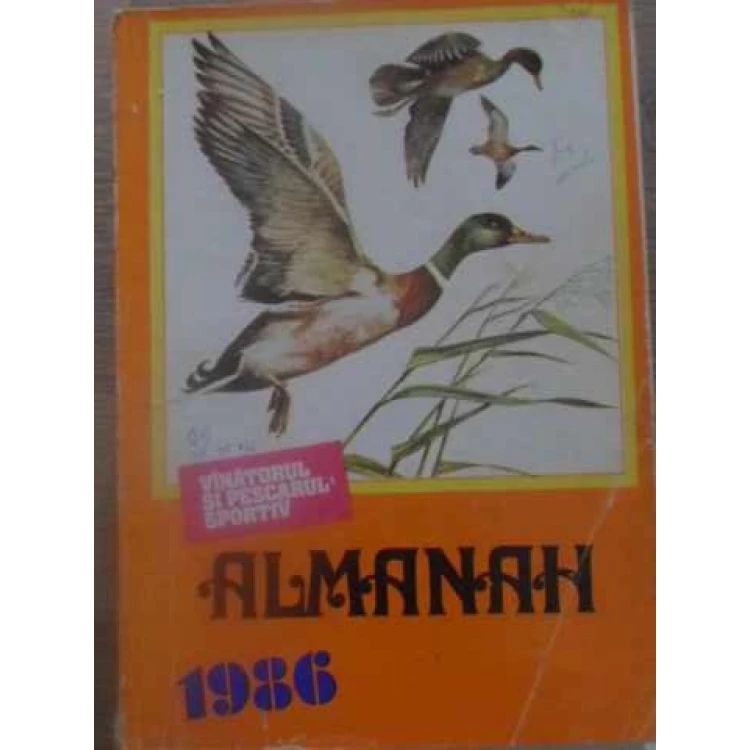 VÎNĂTORUL
ȘI PESCARUL
SPORTIV
ALMANAH
1986